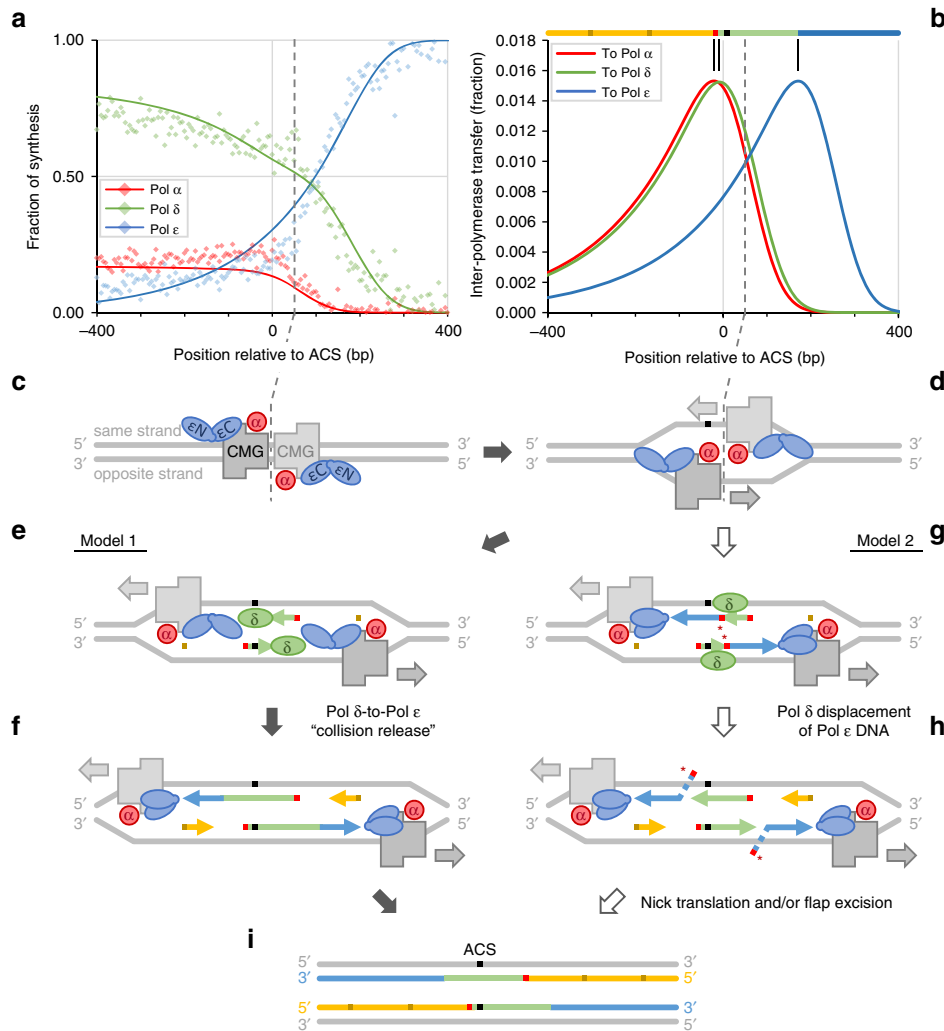 a
1.00
0.50
0.00
Fraction of synthesis
Pol α
Pol δ
Pol ε
−400
−200
0
200
400
Position relative to ACS (bp)
b
0.018
0.016
0.014
0.012
0.010
0.008
0.006
0.004
0.002
0.000
Inter-polymerase transfer (fraction)
To Pol α
To Pol δ
To Pol ε
−400
−200
0
200
400
Position relative to ACS (bp)
c
same strand
5′
3′
opposite strand
εN
εC
α
CMG
CMG
α
εC
εN
3′
5′
d
5′
3′
α
α
3′
5′
e
Model 1
5′
3′
α
δ
δ
α
3′
5′
g
Model 2
5′
3′
α
δ
*
*
δ
α
3′
5′
Pol δ-to-Pol ε
“collision release”
Pol δ displacement
of Pol ε DNA
f
5′
3′
α
α
3′
5′
h
5′
3′
α
*
*
α
3′
5′
Nick translation and/or flap excision
i
ACS
5′
3′
3′
5′
5′
3′
3′
5′